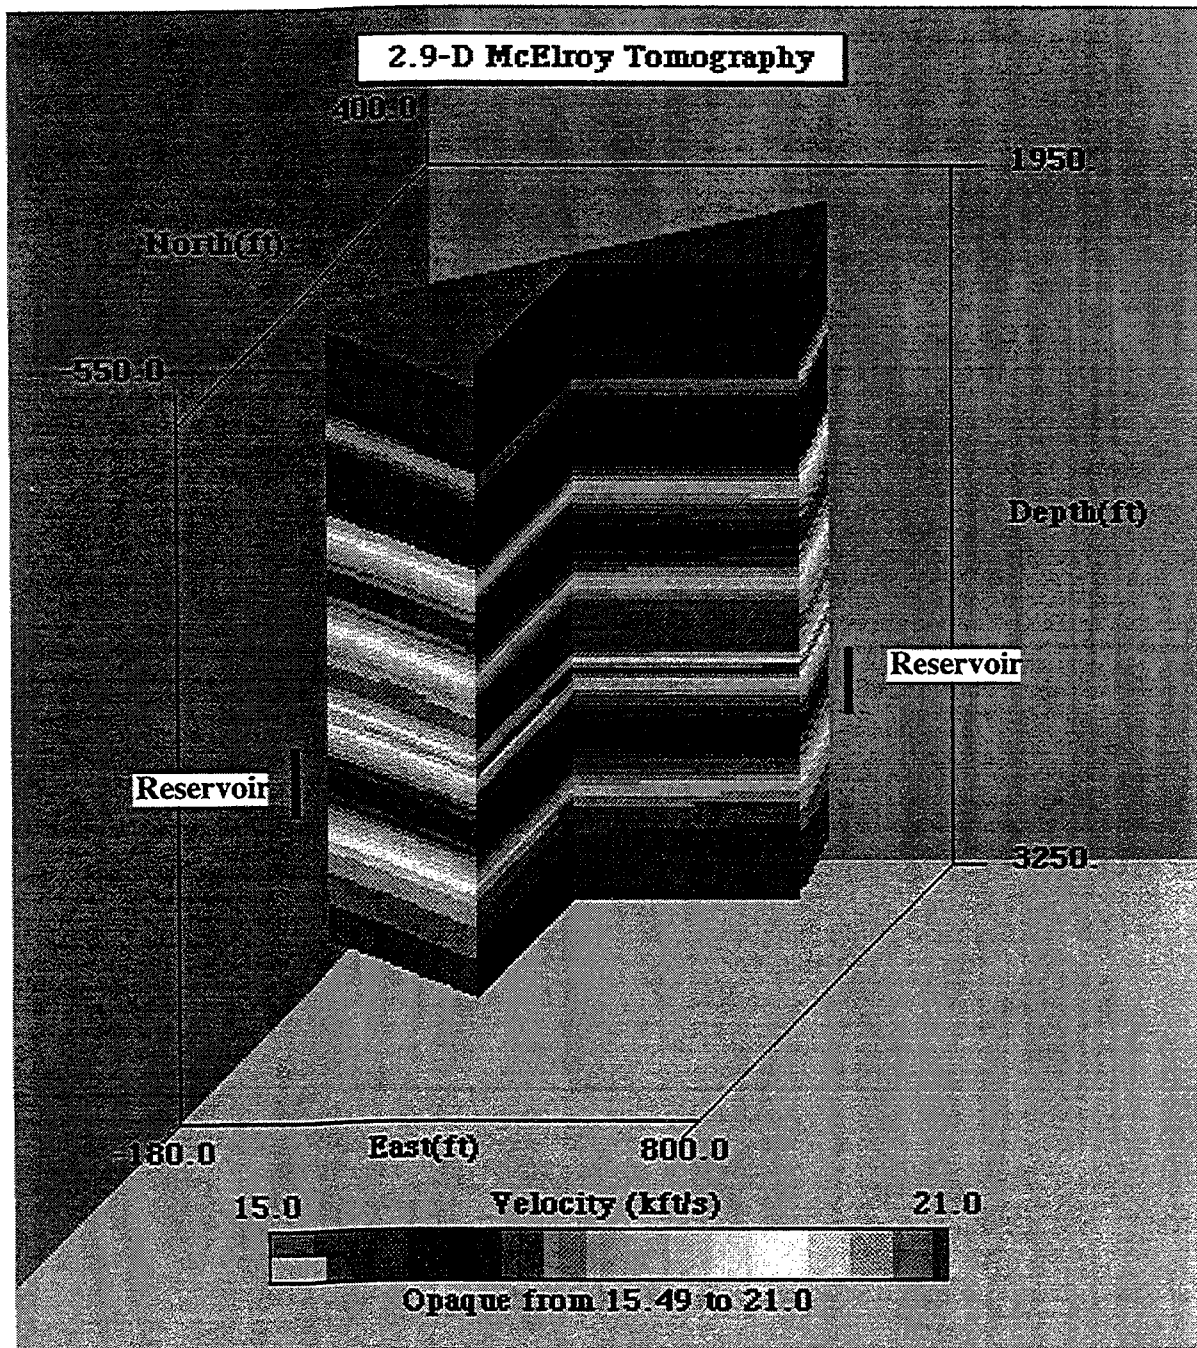 2.9-D McElroy Tomography
400.0
1950.
North(ft)
-550.0
Depth(ft)
Reservoir
Reservoir
3250.
-180.0
East(ft)
800.0
15.0
Velocity (kft/s)
21.0
Opaque from 15.49 to 21.0